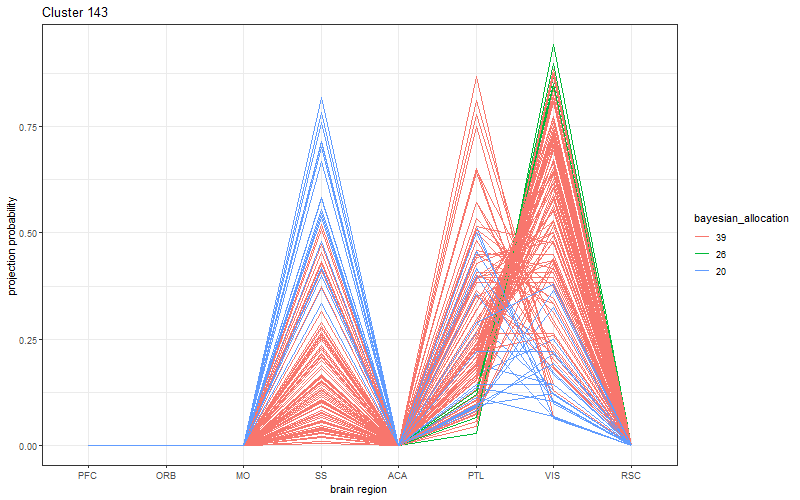 Cluster 143
projection probability
0.75
0.50
0.25
0.00
PFC ORB MO SS ACA PTL VIS RSC
brain region
bayesian_allocation
39
26
20